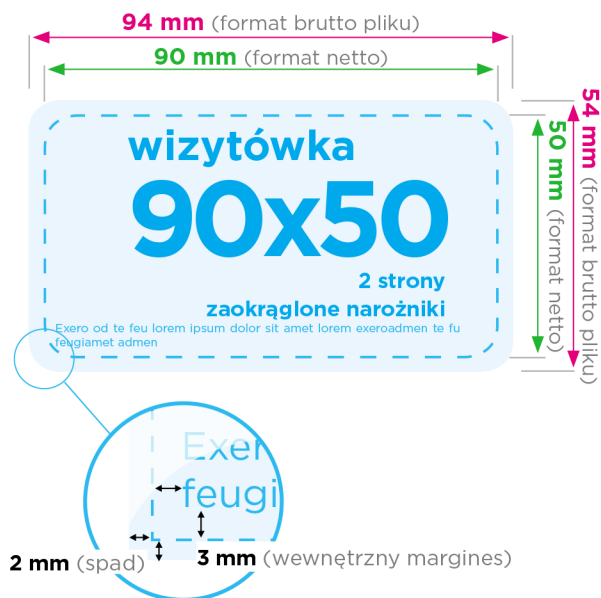 94 mm (format brutto pliku)
90 mm (format netto)
54 mm (format brutto pliku)
50 mm (format netto)
wizytówka
90x50
2 strony
zaokrąglone narożniki
Exero od te feu lorem ipsum dolor sit amet lorem exeroadmen te fu
feugiamet admen
Exer
feugi
2 mm (spad)
3 mm (wewnętrzny margines)